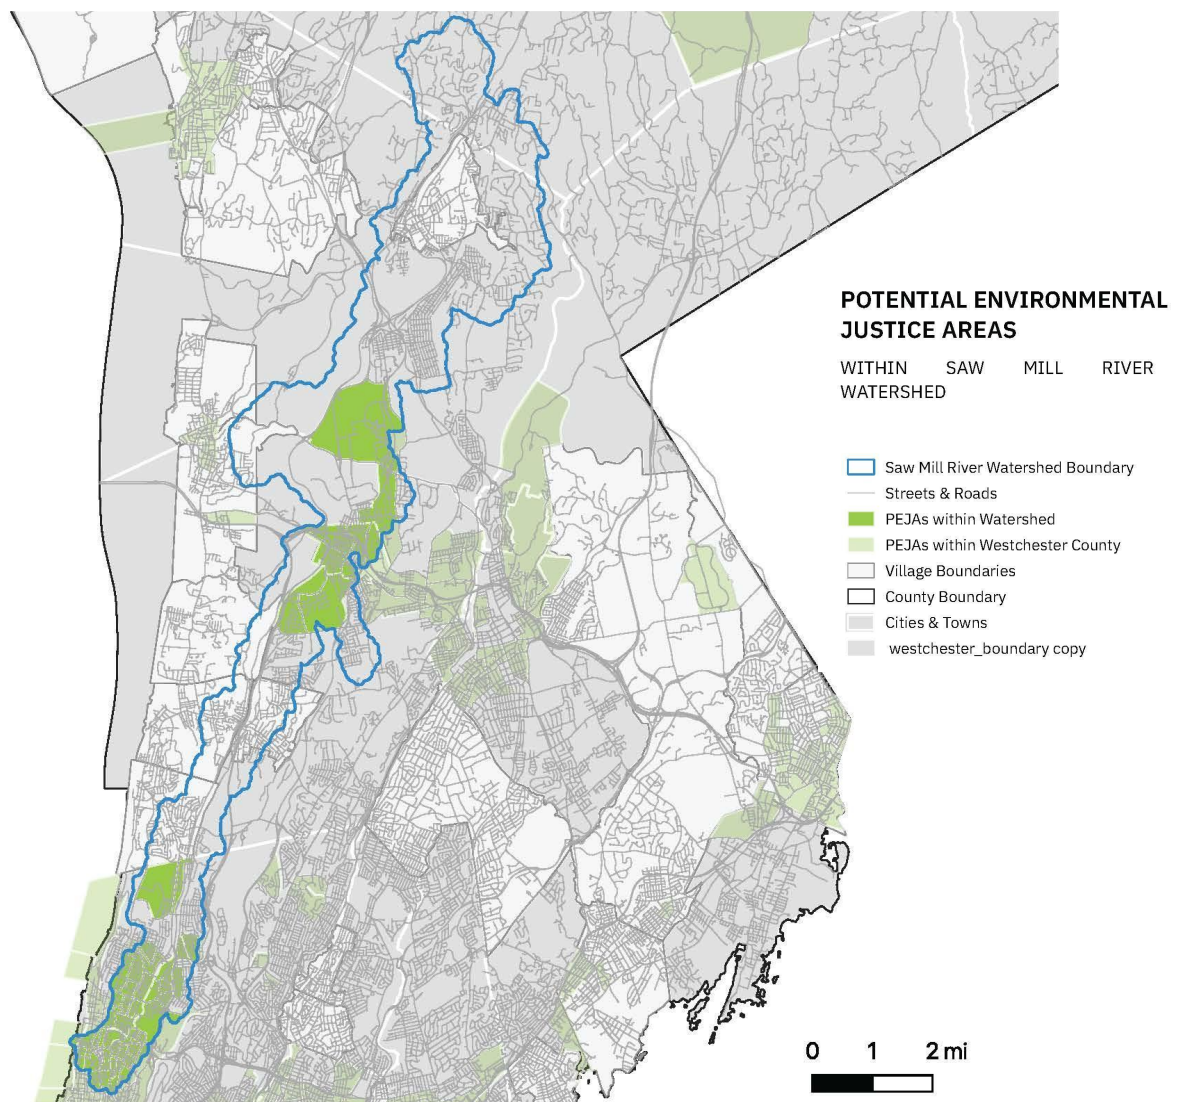 POTENTIAL ENVIRONMENTAL
JUSTICE AREAS
WITHIN SAW MILL RIVER
WATERSHED
Saw Mill River Watershed Boundary
Streets & Roads
PEJAs within Watershed
PEJAs within Westchester County
Village Boundaries
County Boundary
Cities & Towns
westchester_boundary copy
0 1 2 mi